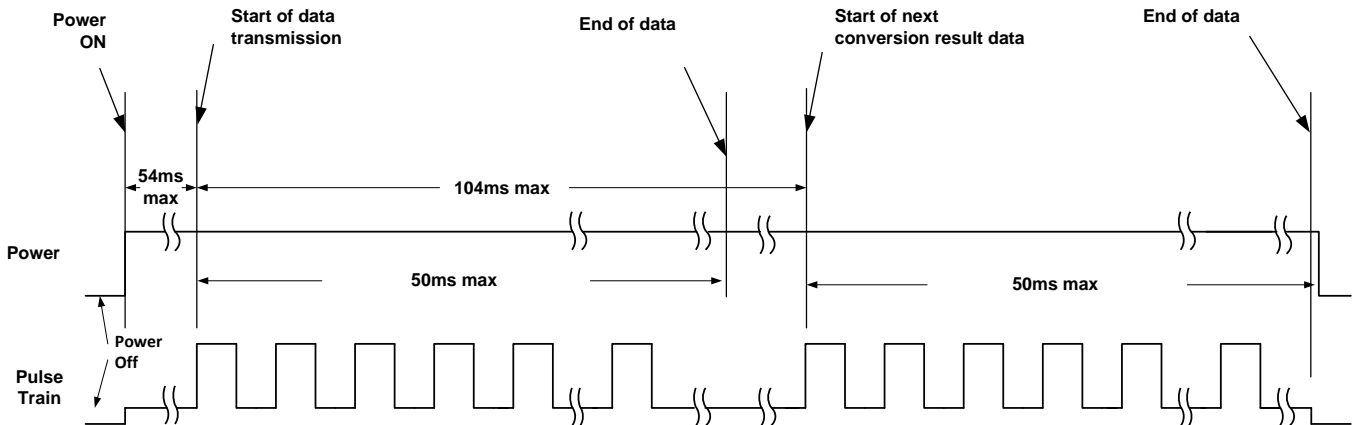 Power
ON
Start of data
transmission
End of data
Start of next
conversion result data
End of data
54ms
max
104ms max
Power
50ms max
50ms max
Power
Off
Pulse
Train